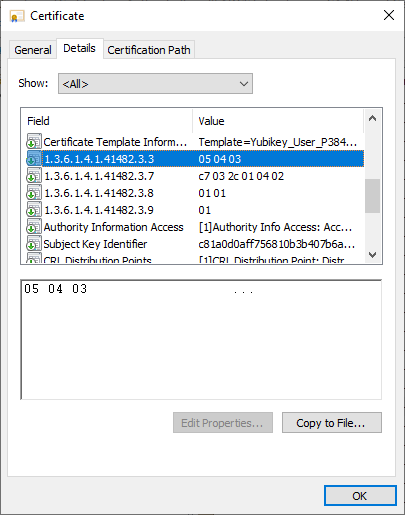 Certificate
General Details Certification Path
Show: <All>
Field Value
Certificate Template Inform... Template=Yubikey_User_P384...
1.3.6.1.4.1.41482.3.3 05 04 03
1.3.6.1.4.1.41482.3.7 c7 03 2c 01 04 02
1.3.6.1.4.1.41482.3.8 01 01
1.3.6.1.4.1.41482.3.9 01
Authority Information Access [1]Authority Info Access: Acc...
Subject Key Identifier c81a0d0aff756810b3b407b6a...
CRL Distribution Points [1]CRL Distribution Point: Distr...
05 04 03 ...
Edit Properties... Copy to File...
OK